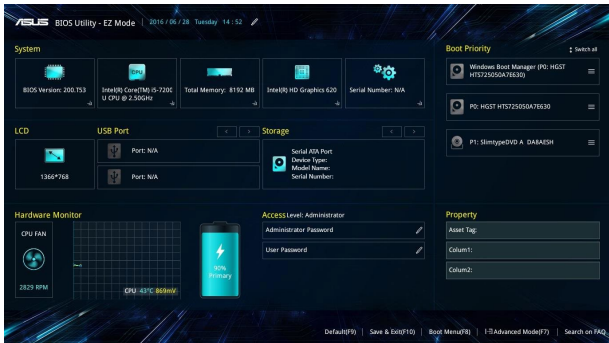 ASUS BIOS Utility - EZ Mode 2016 / 06 / 28 Tuesday 14 : 52
System
BIOS Version: 200.T53
CPU
Intel(R) Core(TM) i5-7200U CPU @ 2.50GHz
Total Memory: 8192 MB
Intel(R) HD Graphics 620
Serial Number: N/A
LCD
1366*768
USB Port
Port: N/A
Port: N/A
Storage
Serial ATA Port
Device Type:
Model Name:
Serial Number:
Boot Priority
Switch all
Windows Boot Manager (P0: HGST
HTS725050A7E630)
P0: HGST HTS725050A7E630
P1: SlimtypeDVD A DA8AESH
Hardware Monitor
CPU FAN
2829 RPM
CPU 43°C 869mV
90%
Primary
Access Level: Administrator
Administrator Password
User Password
Property
Asset Tag:
Colum1:
Colum2:
Default(F9) Save & Exit(F10) Boot Menu(F8) Advanced Mode(F7) Search on FAQ